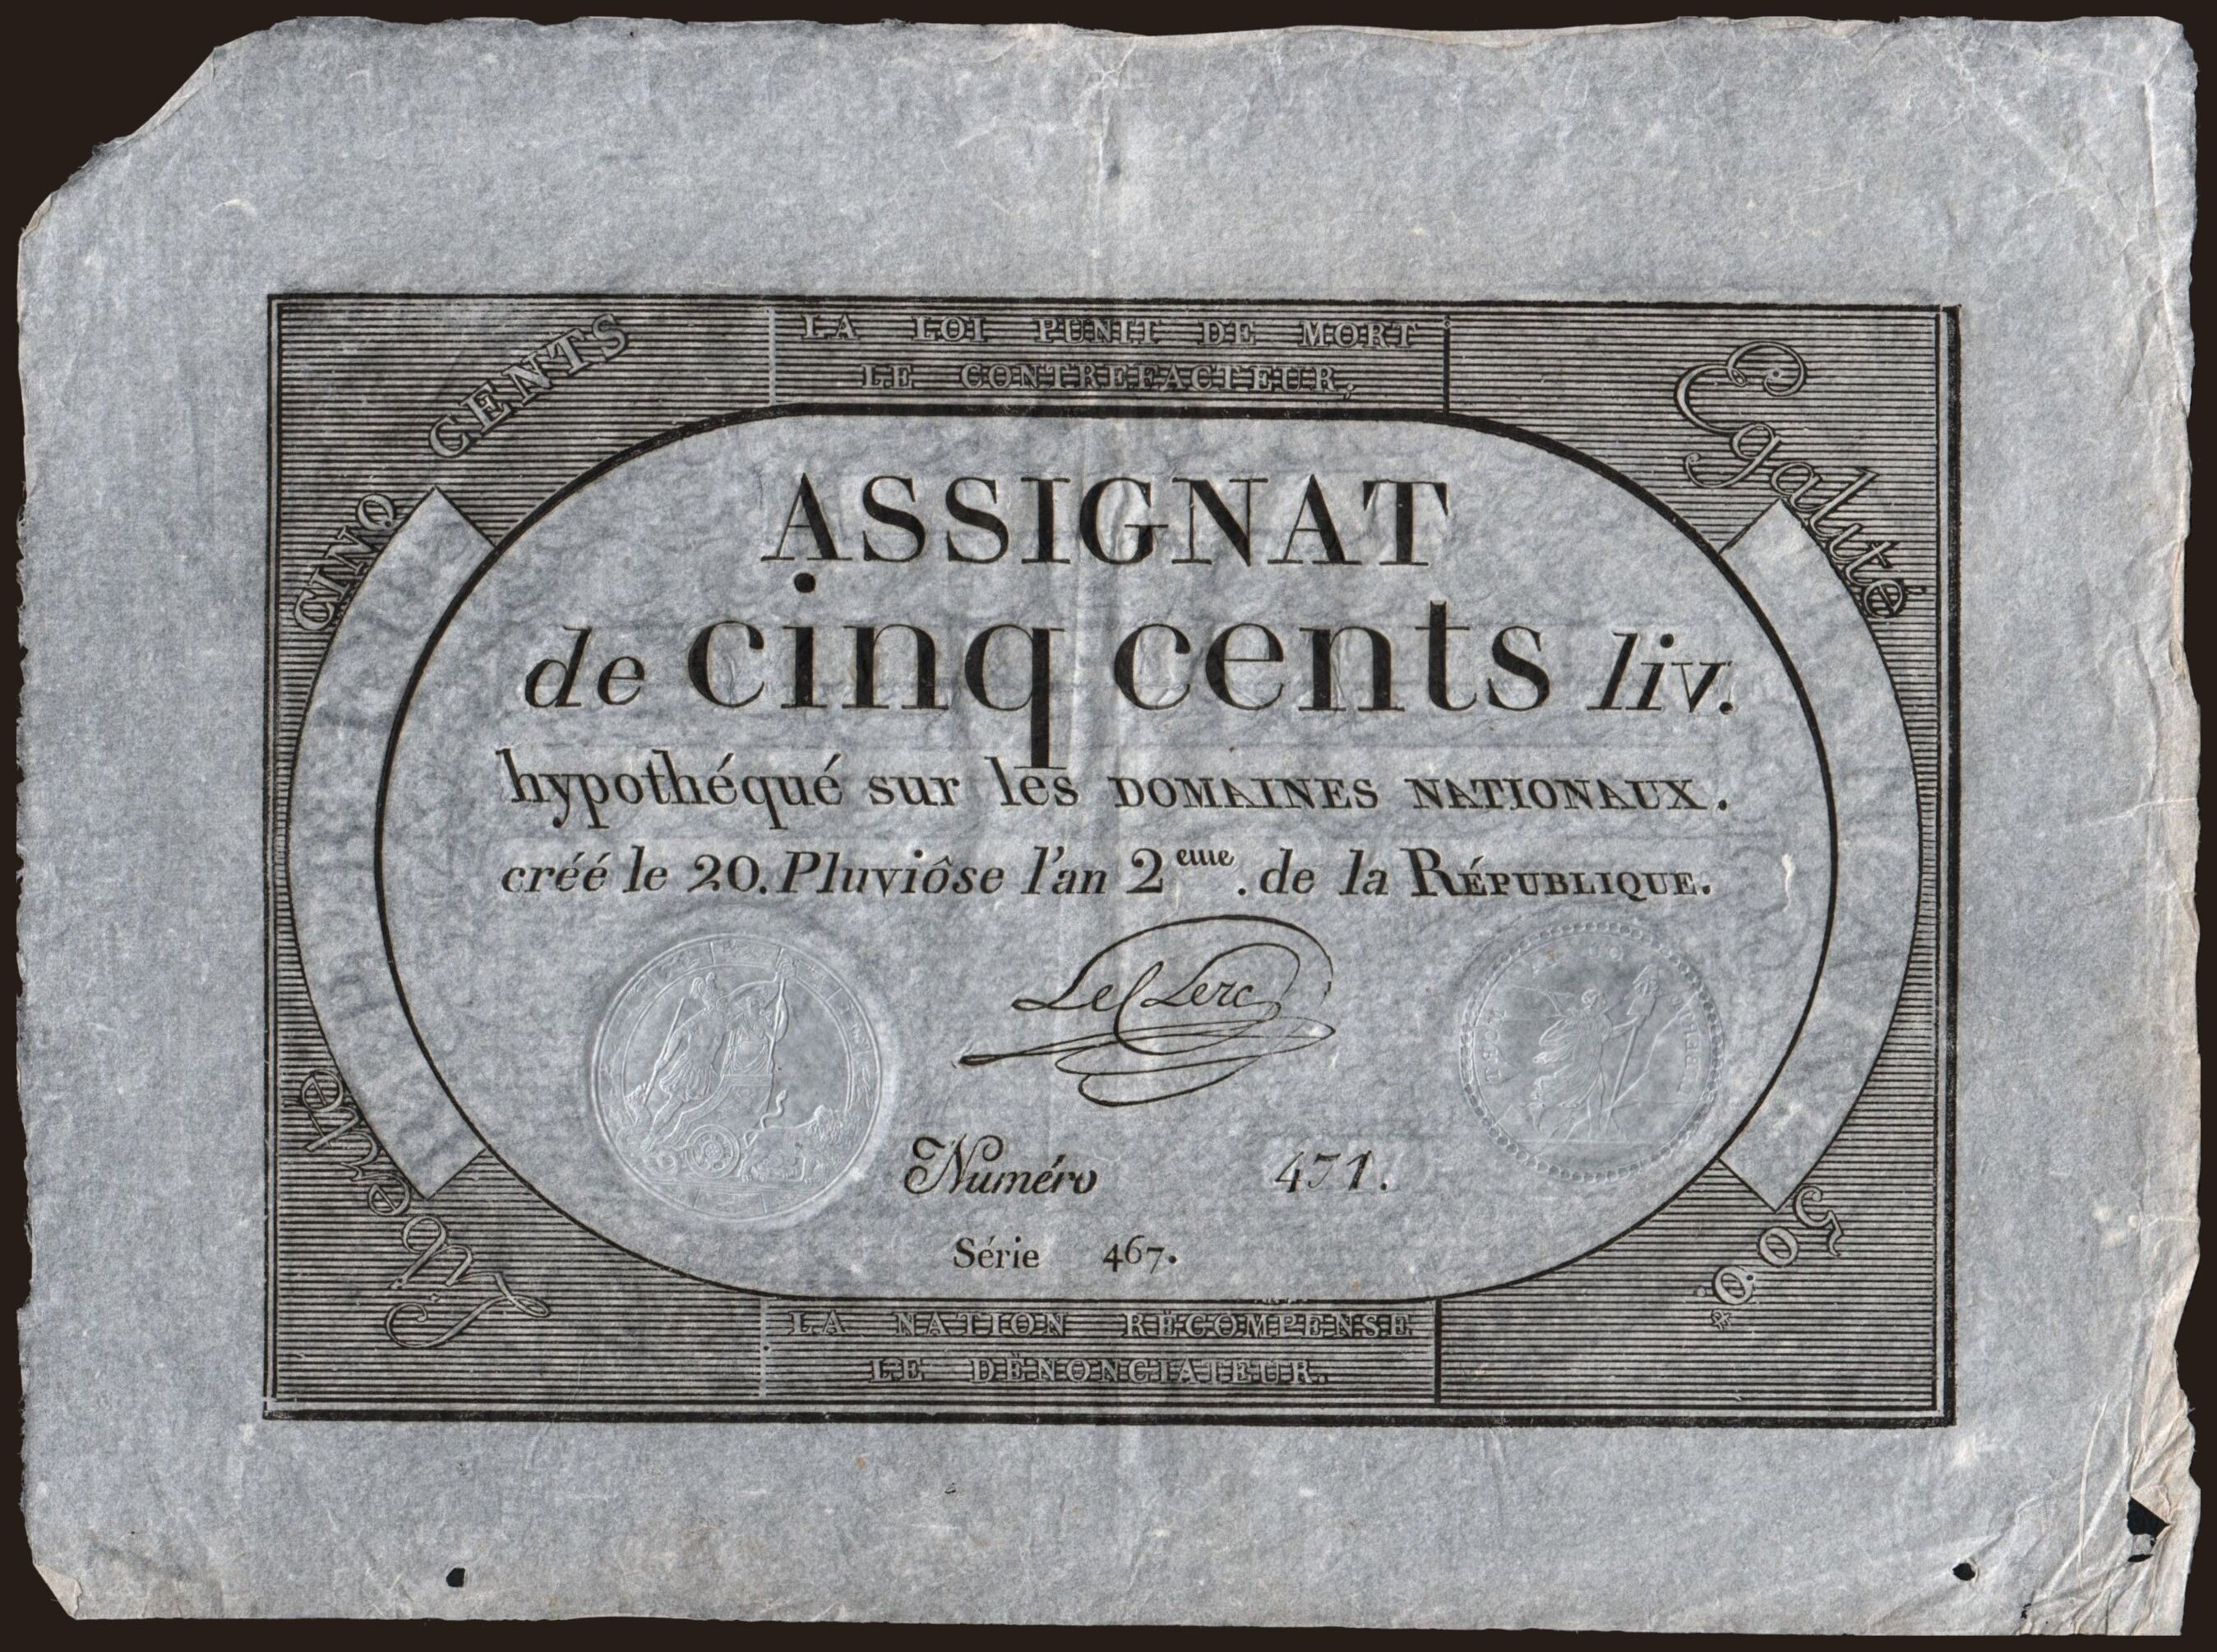 LA LOI PUNIT DE MORT
LE CONTREFACTEUR,
CINQ CENTS
Egalité
ASSIGNAT
de cinq cents liv.
hypothéqué sur les DOMAINES NATIONAUX.
créé le 20. Pluviôse l'an 2eme. de la RÉPUBLIQUE.
LeClerc
Numéro 471.
Série 467.
Liberté
500.
LA NATION RÉCOMPENSE
LE DÉNONCIATEUR.